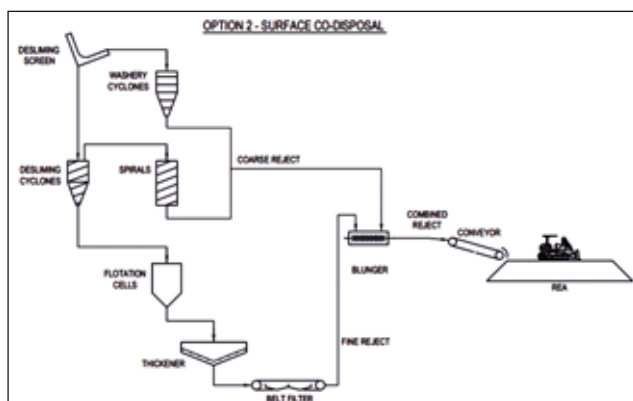 OPTION 2 - SURFACE CO-DISPOSAL
DESLIMING
SCREEN
WASHERY
CYCLONES
DESLIMING
CYCLONES
SPIRALS
COARSE REJECT
COMBINED
REJECT
CONVEYOR
BLUNGER
REA
FLOTATION
CELLS
FINE REJECT
THICKENER
BELT FILTER